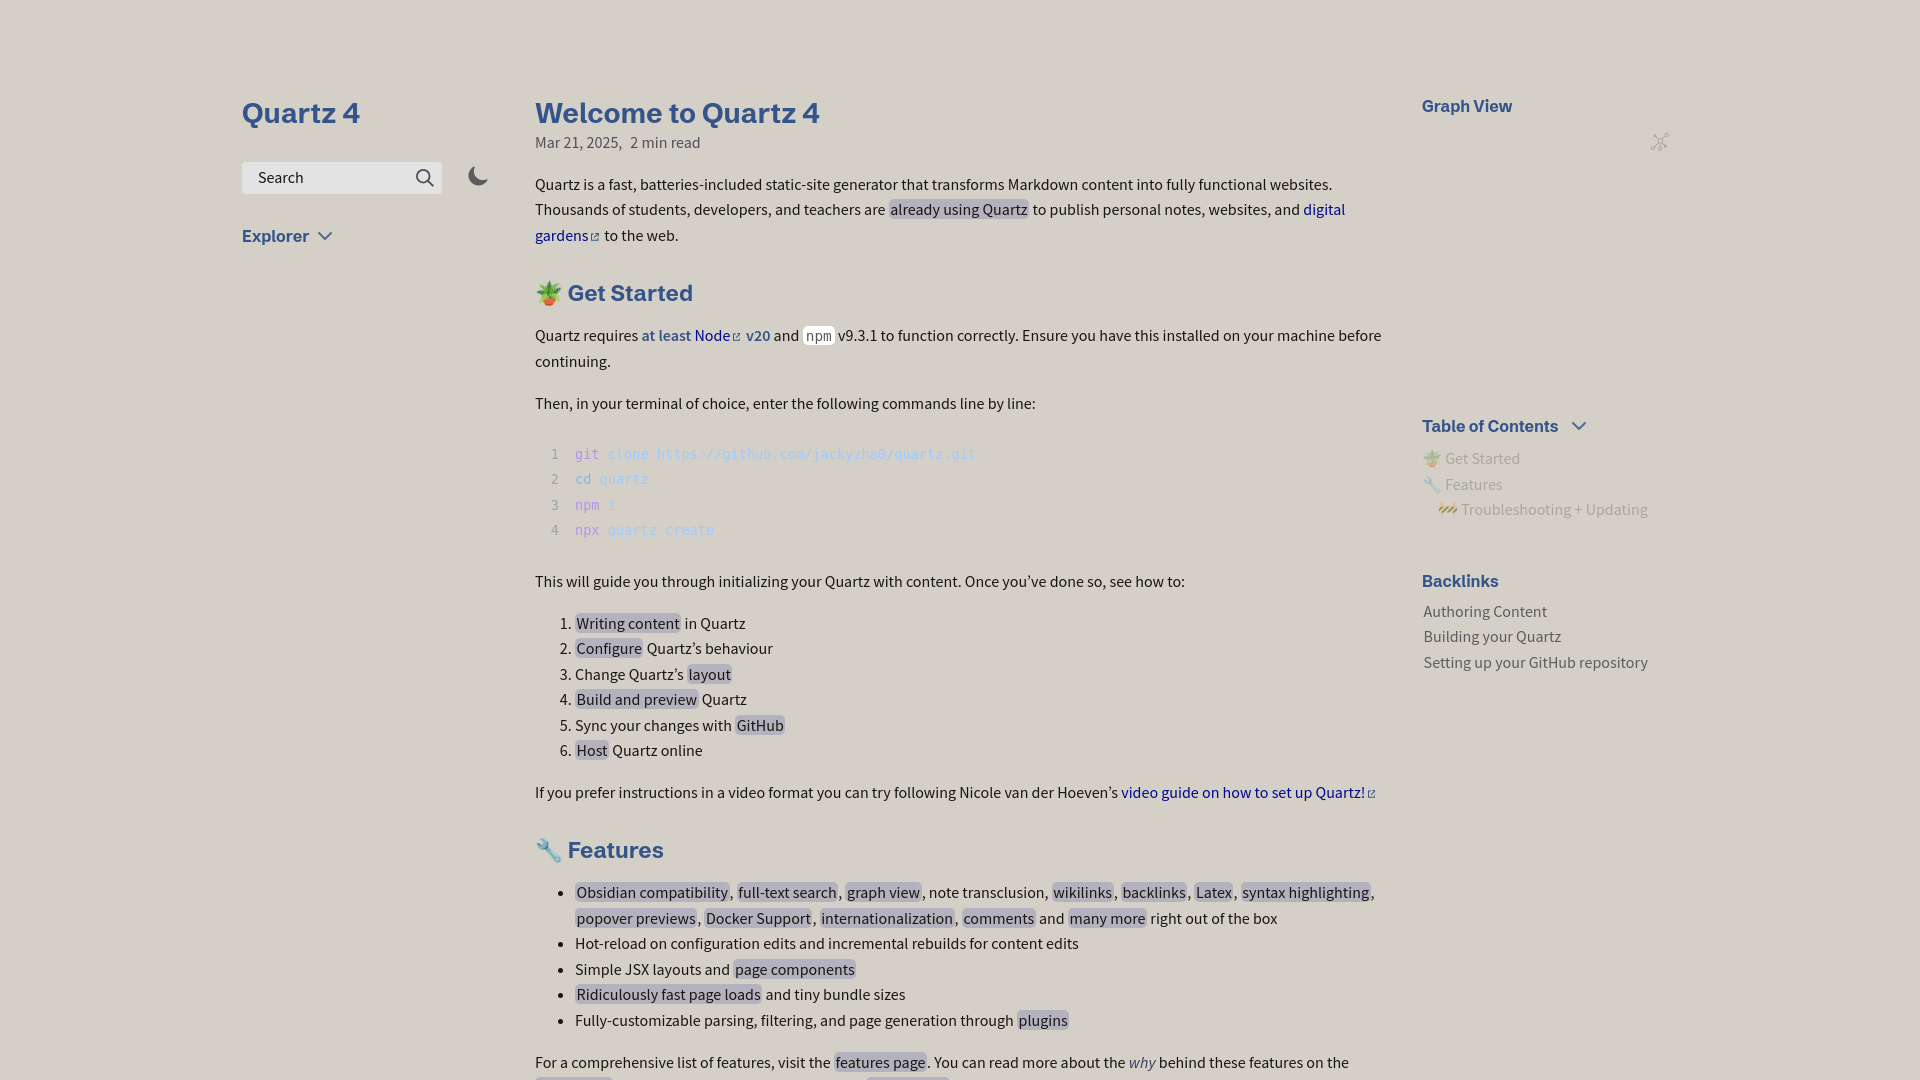 Quartz 4
Search
Explorer
Welcome to Quartz 4
Mar 21, 2025, 2 min read
Quartz is a fast, batteries-included static-site generator that transforms Markdown content into fully functional websites.
Thousands of students, developers, and teachers are already using Quartz to publish personal notes, websites, and digital
gardens to the web.
🪴 Get Started
Quartz requires at least Node v20 and npm v9.3.1 to function correctly. Ensure you have this installed on your machine before
continuing.
Then, in your terminal of choice, enter the following commands line by line:
1 git clone https://github.com/jackyzha0/quartz.git
2 cd quartz
3 npm i
4 npx quartz create
This will guide you through initializing your Quartz with content. Once you’ve done so, see how to:
1. Writing content in Quartz
2. Configure Quartz’s behaviour
3. Change Quartz’s layout
4. Build and preview Quartz
5. Sync your changes with GitHub
6. Host Quartz online
If you prefer instructions in a video format you can try following Nicole van der Hoeven’s video guide on how to set up Quartz!
🔧 Features
• Obsidian compatibility, full-text search, graph view, note transclusion, wikilinks, backlinks, Latex, syntax highlighting,
popover previews, Docker Support, internationalization, comments and many more right out of the box
• Hot-reload on configuration edits and incremental rebuilds for content edits
• Simple JSX layouts and page components
• Ridiculously fast page loads and tiny bundle sizes
• Fully-customizable parsing, filtering, and page generation through plugins
For a comprehensive list of features, visit the features page. You can read more about the why behind these features on the
Graph View
Table of Contents
🪴 Get Started
🔧 Features
🚧 Troubleshooting + Updating
Backlinks
Authoring Content
Building your Quartz
Setting up your GitHub repository